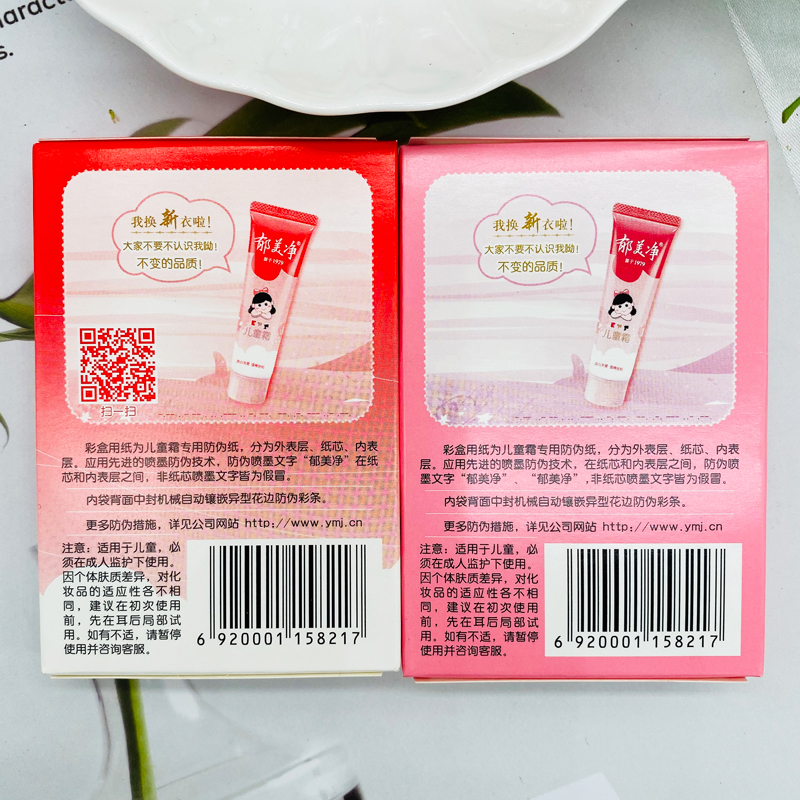 s.
我换新衣啦！
大家不要不认识我呦！
不变的品质！
郁美净®
始于1979
儿童霜
扫一扫
彩盒用纸为儿童霜专用防伪纸，分为外表层、纸芯、内表
层。应用先进的喷墨防伪技术，防伪喷墨文字“郁美净”在纸
芯和内表层之间，非纸芯喷墨文字皆为假冒。
内袋背面中封机械自动镶嵌异型花边防伪彩条。
更多防伪措施，详见公司网站 http://www.ymj.cn
注意：适用于儿童，必
须在成人监护下使用。
因个体肤质差异，对化
妆品的适应性各不相
同，建议在初次使用
前，先在耳后局部试
用。如有不适，请暂停
使用并咨询客服。
6 920001 158217
我换新衣啦！
大家不要不认识我呦！
不变的品质！
郁美净®
始于1979
儿童霜
彩盒用纸为儿童霜专用防伪纸，分为外表层、纸芯、内表
层。应用先进的喷墨防伪技术，在纸芯和内表层之间，防伪喷
墨文字“郁美净”、“郁美净”，非纸芯喷墨文字皆为假冒。
内袋背面中封机械自动镶嵌异型花边防伪彩条。
更多防伪措施，详见公司网站 http://www.ymj.cn
注意：适用于儿童，必
须在成人监护下使用。
因个体肤质差异，对化
妆品的适应性各不相
同，建议在初次使用
前，先在耳后局部试
用。如有不适，请暂停
使用并咨询客服。
6 920001 158217